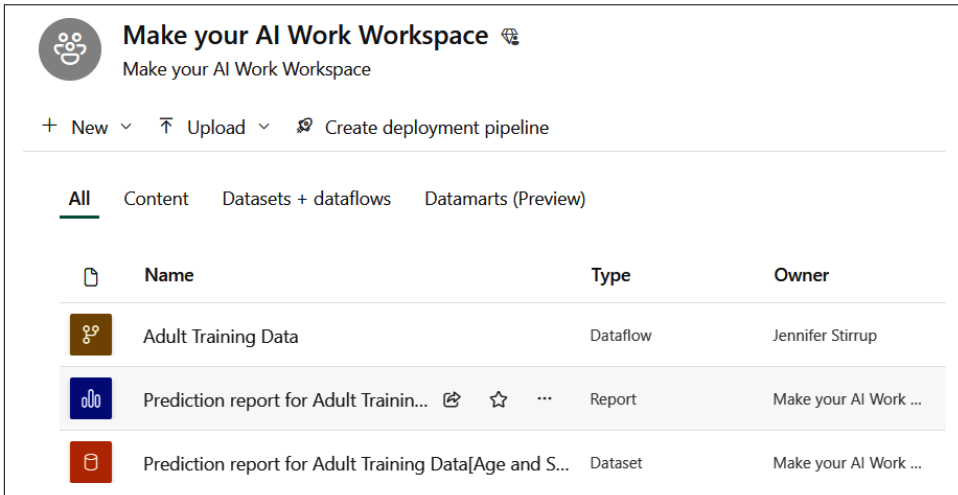 Make your AI Work Workspace
Make your AI Work Workspace
New Upload Create deployment pipeline
All Content Datasets + dataflows Datamarts (Preview)
Name Type Owner
Adult Training Data Dataflow Jennifer Stirrup
Prediction report for Adult Trainin... ... Report Make your AI Work ...
Prediction report for Adult Training Data[Age and S... Dataset Make your AI Work ...